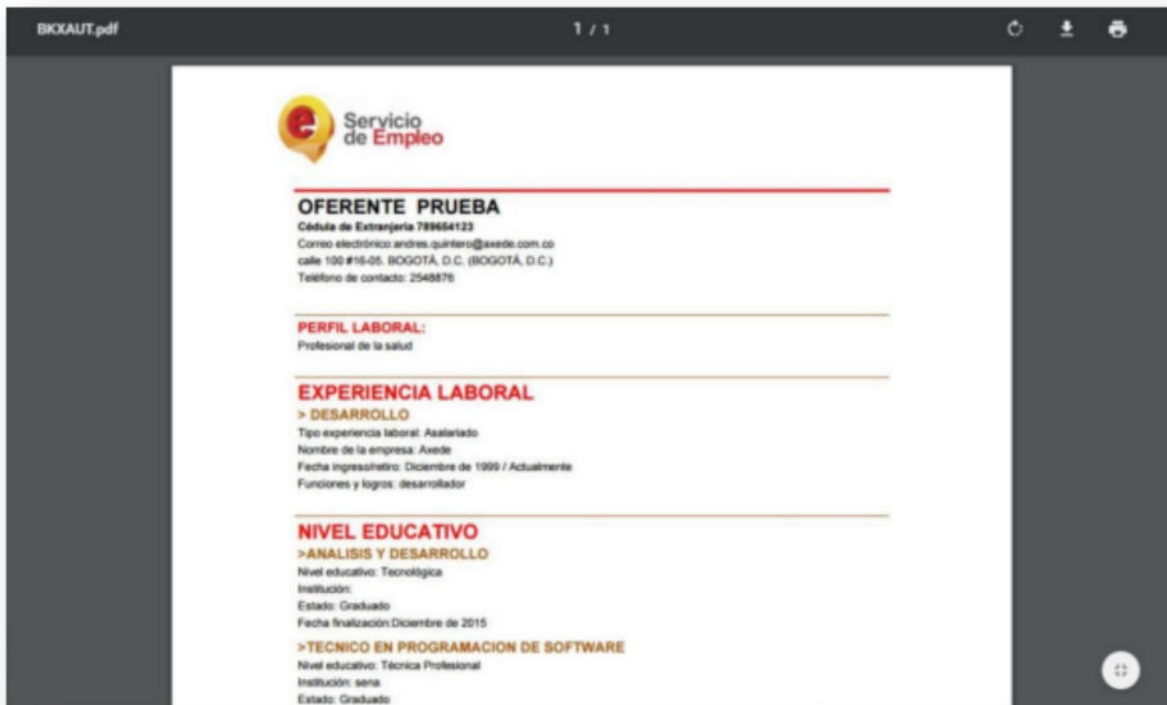 BKXAUT.pdf
1 / 1
e
Servicio
de Empleo
OFERENTE PRUEBA
Cédula de Extranjeria 789654123
Correo electrónico:andres.quintero@axede.com.co
calle 100 #16-05. BOGOTÁ, D.C. (BOGOTÁ, D.C.)
Teléfono de contacto: 2548876
PERFIL LABORAL:
Profesional de la salud
EXPERIENCIA LABORAL
> DESARROLLO
Tipo experiencia laboral: Asalariado
Nombre de la empresa: Axede
Fecha ingreso/retiro: Diciembre de 1999 / Actualmente
Funciones y logros: desarrollador
NIVEL EDUCATIVO
>ANALISIS Y DESARROLLO
Nivel educativo: Tecnológica
Institución:
Estado: Graduado
Fecha finalización:Diciembre de 2015
>TECNICO EN PROGRAMACION DE SOFTWARE
Nivel educativo: Técnica Profesional
Institución: sena
Estado: Graduado